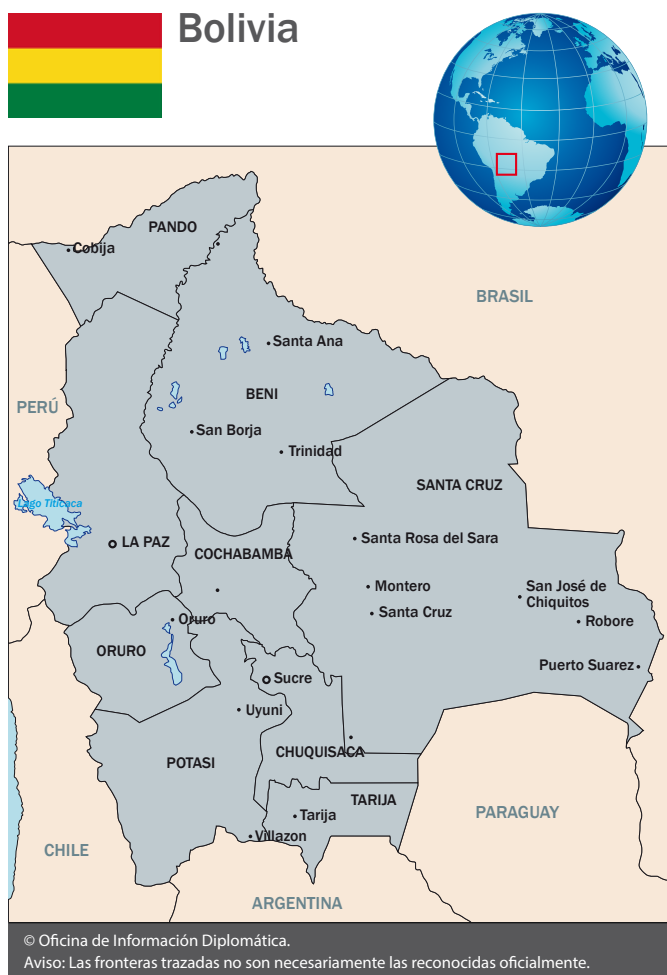 Bolivia
PANDO
Cobija
BRASIL
Santa Ana
BENI
PERÚ
San Borja
Trinidad
SANTA CRUZ
Lago Titicaca
Santa Rosa del Sara
LA PAZ
COCHABAMBA
Montero
San José de
Chiquitos
Santa Cruz
Oruro
Robore
ORURO
Puerto Suarez
Sucre
Uyuni
CHUQUISACA
POTASI
TARIJA
Tarija
PARAGUAY
Villazon
CHILE
ARGENTINA
© Oficina de Información Diplomática.
Aviso: Las fronteras trazadas no son necesariamente las reconocidas oficialmente.